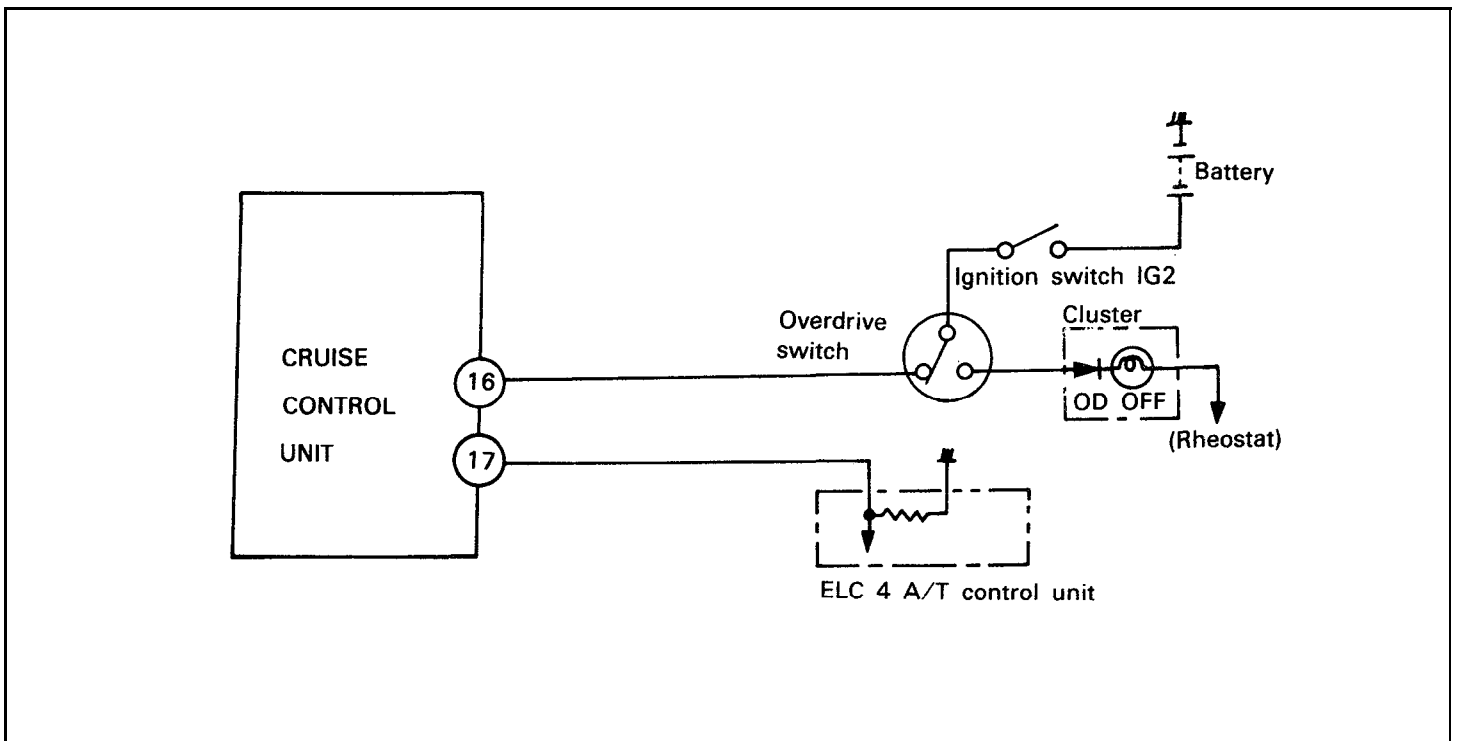 Battery
Ignition switch IG2
Overdrive
switch
Cluster
OD OFF
(Rheostat)
CRUISE
CONTROL
UNIT
16
17
ELC 4 A/T control unit